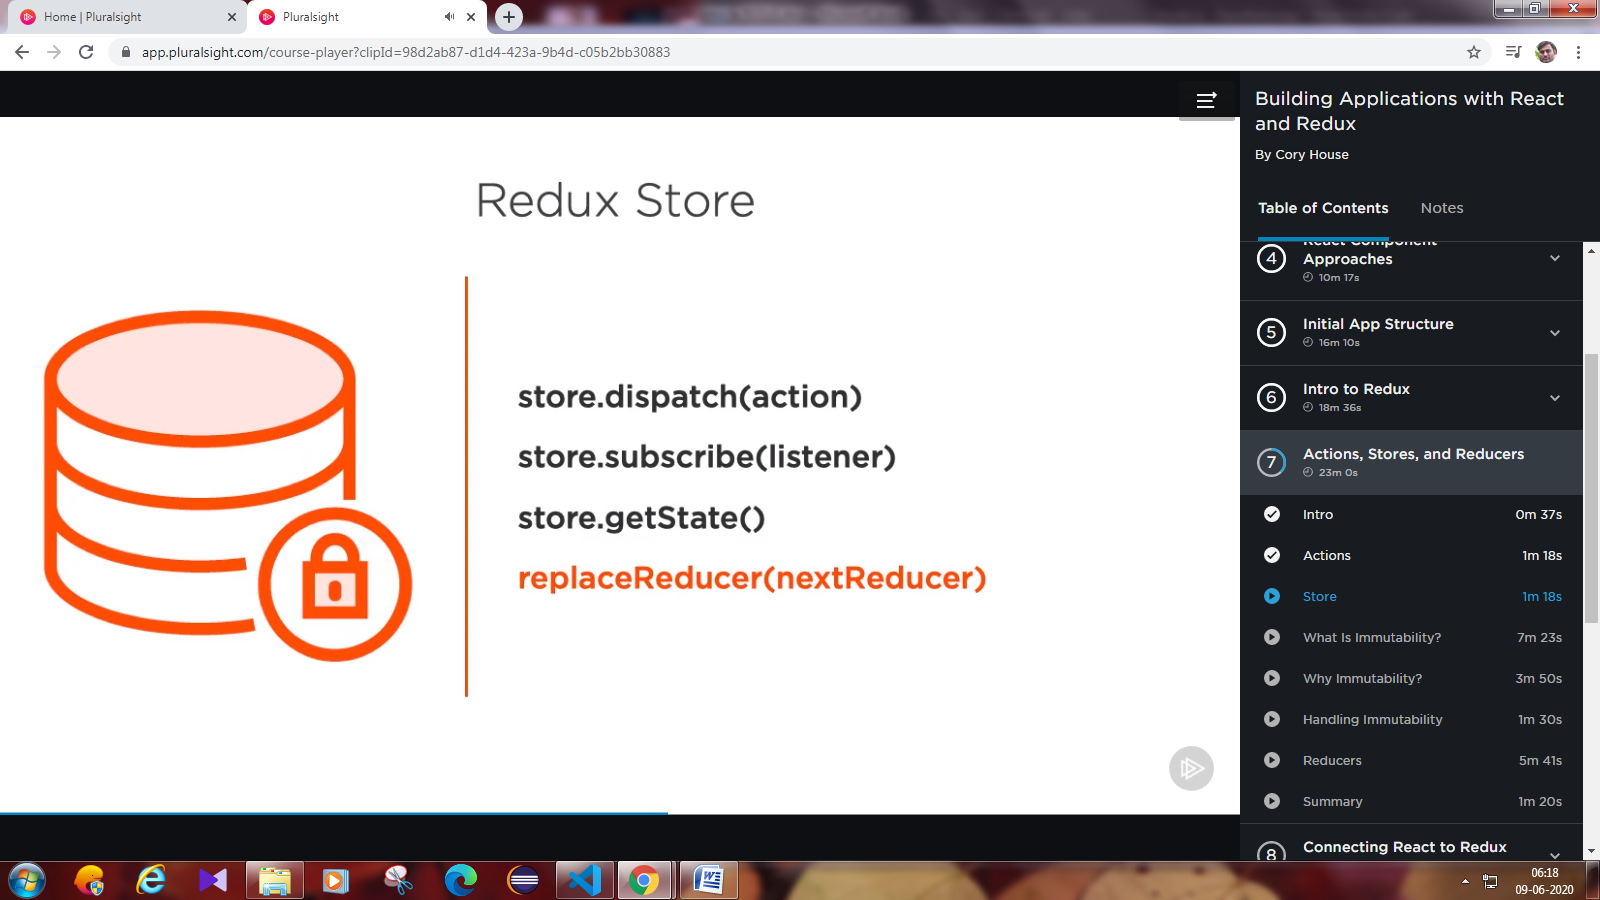 Home | Pluralsight
Pluralsight
app.pluralsight.com/course-player?clipId=98d2ab87-d1d4-423a-9b4d-c05b2bb30883
Redux Store
store.dispatch(action)
store.subscribe(listener)
store.getState()
replaceReducer(nextReducer)
Building Applications with React
and Redux
By Cory House
Table of Contents
Notes
4
React Component
Approaches
10m 17s
5
Initial App Structure
16m 10s
6
Intro to Redux
18m 36s
7
Actions, Stores, and Reducers
23m 0s
Intro 0m 37s
Actions 1m 18s
Store 1m 18s
What Is Immutability? 7m 23s
Why Immutability? 3m 50s
Handling Immutability 1m 30s
Reducers 5m 41s
Summary 1m 20s
8
Connecting React to Redux
06:18
09-06-2020